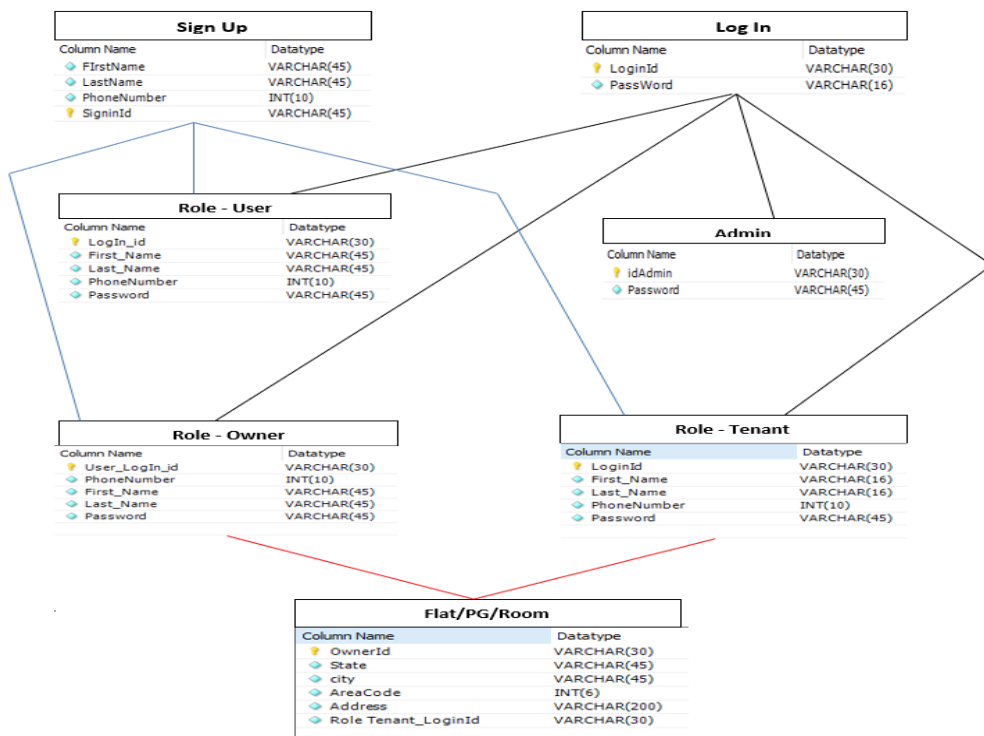 Sign Up
Column Name Datatype
FIrstName VARCHAR(45)
LastName VARCHAR(45)
PhoneNumber INT(10)
SigninId VARCHAR(45)
Log In
Column Name Datatype
LoginId VARCHAR(30)
PassWord VARCHAR(16)
Role - User
Column Name Datatype
LogIn_id VARCHAR(30)
First_Name VARCHAR(45)
Last_Name VARCHAR(45)
PhoneNumber INT(10)
Password VARCHAR(45)
Admin
Column Name Datatype
idAdmin VARCHAR(30)
Password VARCHAR(45)
Role - Owner
Column Name Datatype
User_LogIn_id VARCHAR(30)
PhoneNumber INT(10)
First_Name VARCHAR(45)
Last_Name VARCHAR(45)
Password VARCHAR(45)
Role - Tenant
Column Name Datatype
LoginId VARCHAR(30)
First_Name VARCHAR(16)
Last_Name VARCHAR(16)
PhoneNumber INT(10)
Password VARCHAR(45)
Flat/PG/Room
Column Name Datatype
OwnerId VARCHAR(30)
State VARCHAR(45)
city VARCHAR(45)
AreaCode INT(6)
Address VARCHAR(200)
Role Tenant_LoginId VARCHAR(30)